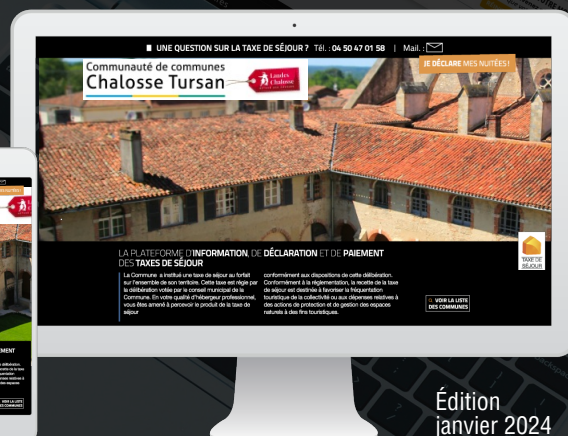 UNE QUESTION SUR LA TAXE DE SÉJOUR ? Tél. : 04 50 47 01 58 | Mail. :
JE DÉCLARE MES NUITÉES !
Communauté de communes
Chalosse Tursan
Landes
Chalosse
LA PLATEFORME D'INFORMATION, DE DÉCLARATION ET DE PAIEMENT
DES TAXES DE SÉJOUR
La Commune a institué une taxe de séjour au forfait
sur l'ensemble de son territoire. Cette taxe est régie par
la délibération votée par le conseil municipal de la
Commune. En votre qualité d'hébergeur professionnel,
vous êtes amené à percevoir le produit de la taxe de
séjour
conformément aux dispositions de cette délibération.
Conformément à la réglementation, la recette de la taxe
de séjour est destinée à favoriser la fréquentation
touristique de la collectivité ou aux dépenses relatives à
des actions de protection et de gestion des espaces
naturels à des fins touristiques.
TAXE DE
SÉJOUR
VOIR LA LISTE
DES COMMUNES
VOIR LA LISTE
DES COMMUNES
Édition
janvier 2024